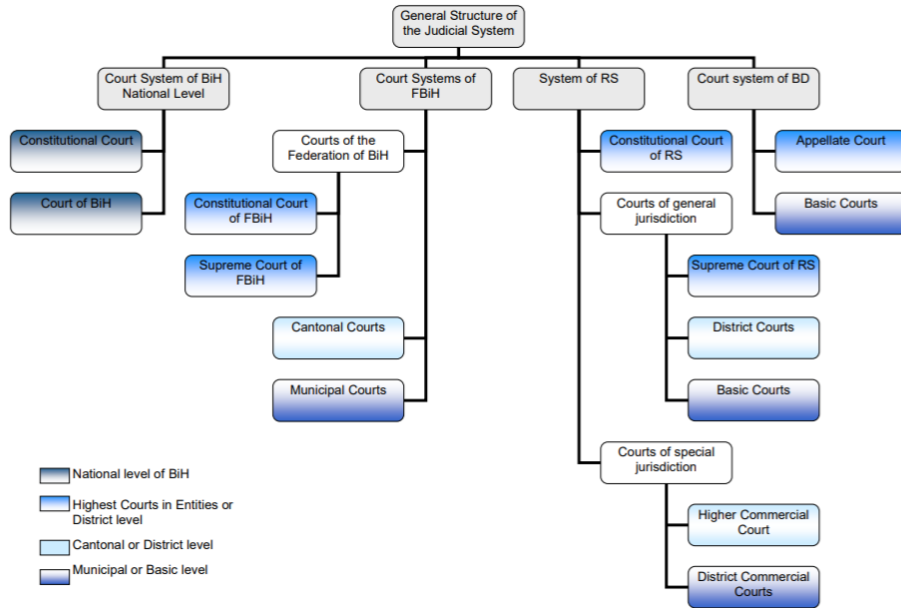 General Structure of
the Judicial System
Court System of BiH
National Level
Court Systems of
FBiH
System of RS
Court system of BD
Constitutional Court
Court of BiH
Courts of the
Federation of BiH
Constitutional Court
of FBiH
Supreme Court of
FBiH
Cantonal Courts
Municipal Courts
Constitutional Court
of RS
Courts of general
jurisdiction
Supreme Court of RS
District Courts
Basic Courts
Courts of special
jurisdiction
Higher Commercial
Court
District Commercial
Courts
Appellate Court
Basic Courts
National level of BiH
Highest Courts in Entities or
District level
Cantonal or District level
Municipal or Basic level